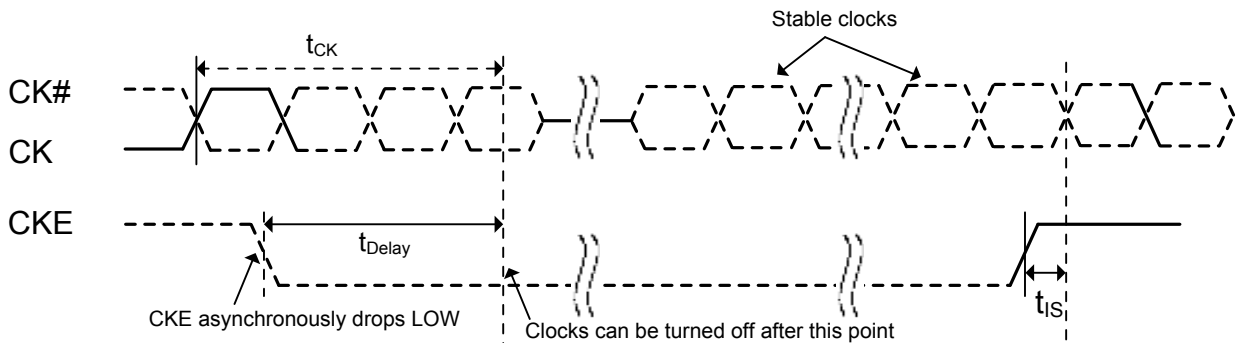 Stable clocks
tCK
CK#
CK
CKE
tDelay
tIS
CKE asynchronously drops LOW
Clocks can be turned off after this point